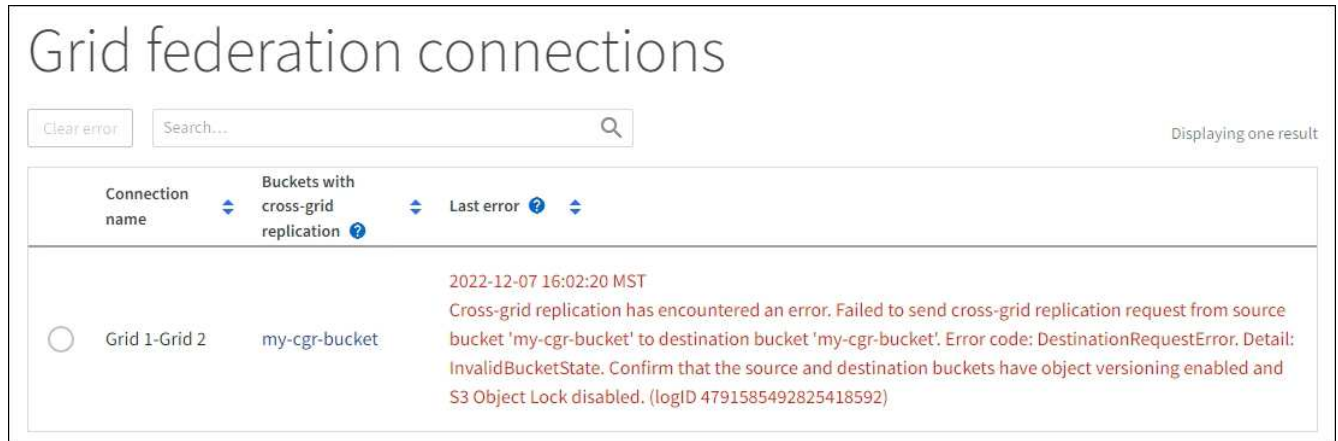 Grid federation connections
Clear error
Search...
Displaying one result
Connection
name
Buckets with
cross-grid
replication ?
Last error ?
2022-12-07 16:02:20 MST
Cross-grid replication has encountered an error. Failed to send cross-grid replication request from source
Grid 1-Grid 2
my-cgr-bucket
bucket 'my-cgr-bucket' to destination bucket 'my-cgr-bucket'. Error code: DestinationRequestError. Detail:
InvalidBucketState. Confirm that the source and destination buckets have object versioning enabled and
S3 Object Lock disabled. (logID 4791585492825418592)